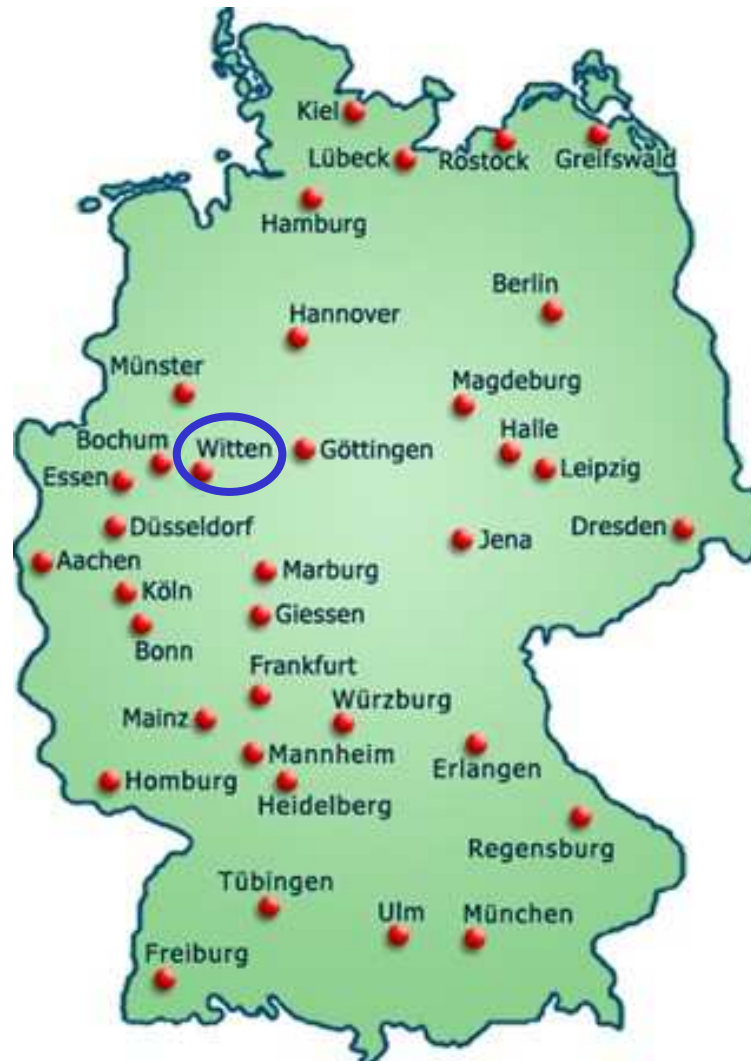 Kiel
Lübeck
Rostock
Greifswald
Hamburg
Berlin
Hannover
Münster
Magdeburg
Bochum
Witten
Göttingen
Halle
Essen
Leipzig
Düsseldorf
Jena
Dresden
Aachen
Marburg
Köln
Giessen
Bonn
Frankfurt
Würzburg
Mainz
Mannheim
Erlangen
Homburg
Heidelberg
Regensburg
Tübingen
Ulm
München
Freiburg